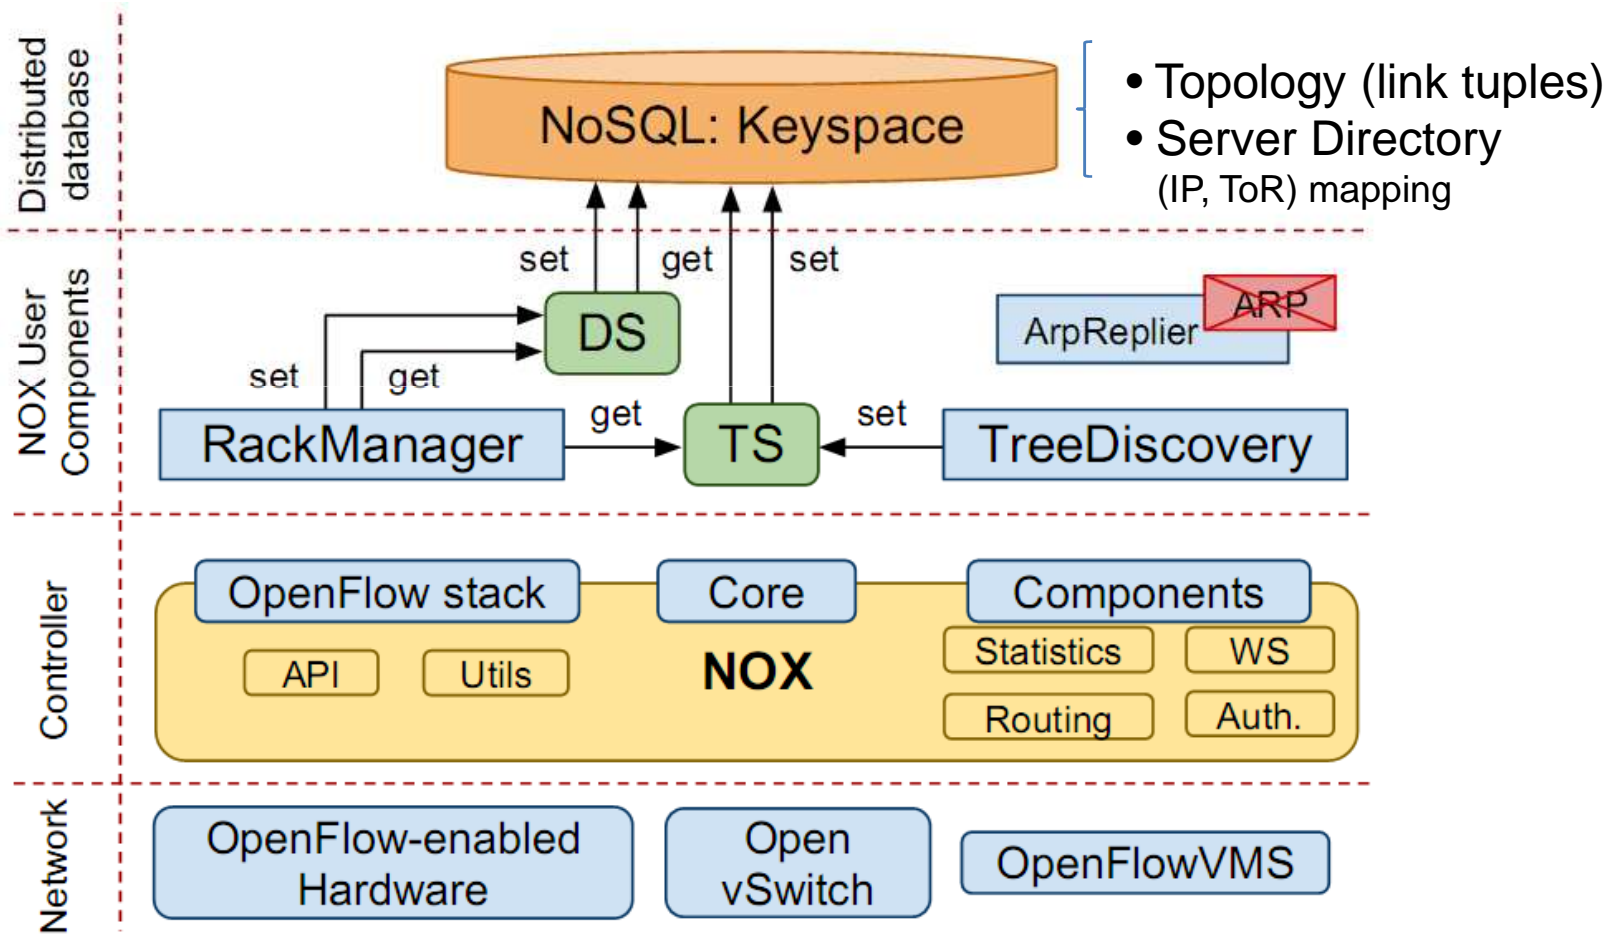 Distributed
database
NoSQL: Keyspace
• Topology (link tuples)
• Server Directory
(IP, ToR) mapping
NOX User
Components
set
get
set
DS
ArpReplier
ARP
set
get
RackManager
get
TS
set
TreeDiscovery
Controller
OpenFlow stack
Core
Components
API
Utils
NOX
Statistics
WS
Routing
Auth.
Network
OpenFlow-enabled
Hardware
Open
vSwitch
OpenFlowVMS